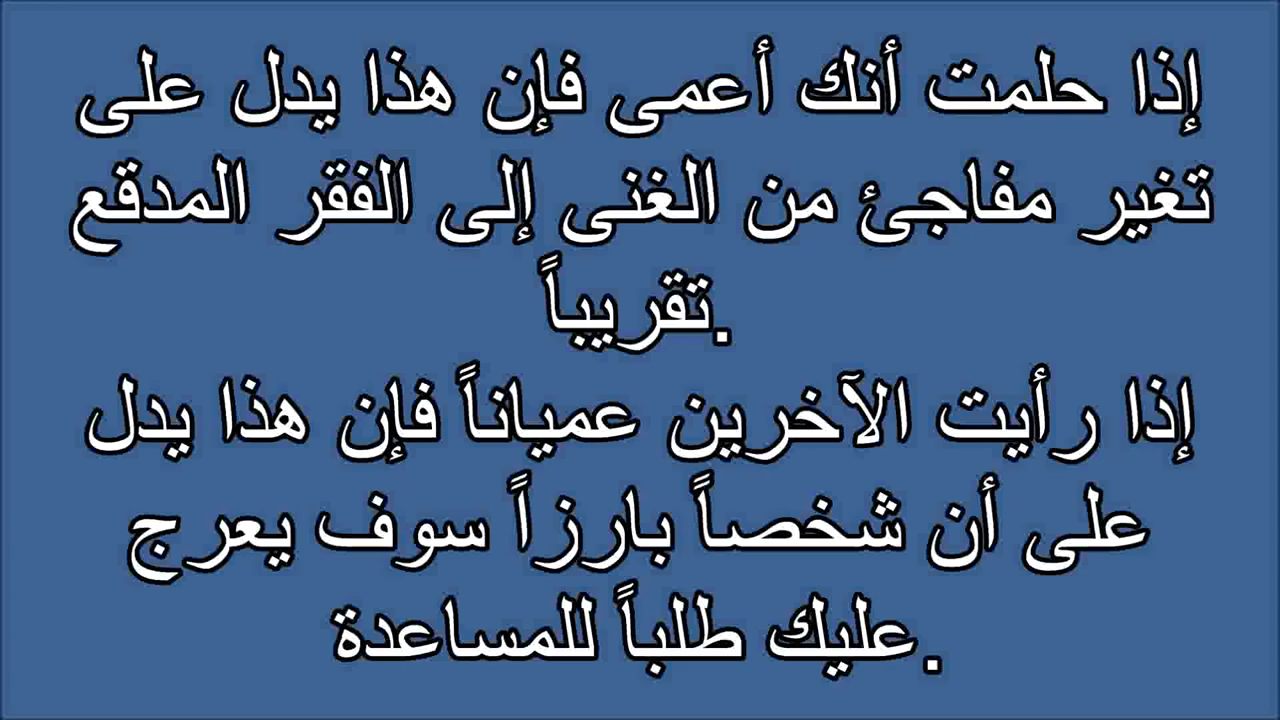 إذا حلمت أنك أعمى فإن هذا يدل على
تغير مفاجئ من الغنى إلى الفقر المدقع
تقريباً.
إذا رأيت الآخرين عمياناً فإن هذا يدل
على أن شخصاً بارزاً سوف يعرج
عليك طلباً للمساعدة.